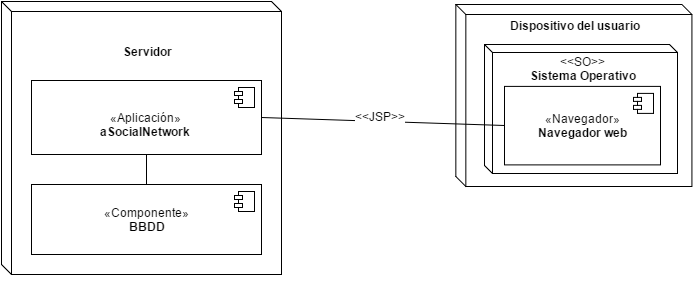 Servidor
«Aplicación»
aSocialNetwork
«Componente»
BBDD
<<JSP>>
Dispositivo del usuario
<<SO>>
Sistema Operativo
«Navegador»
Navegador web